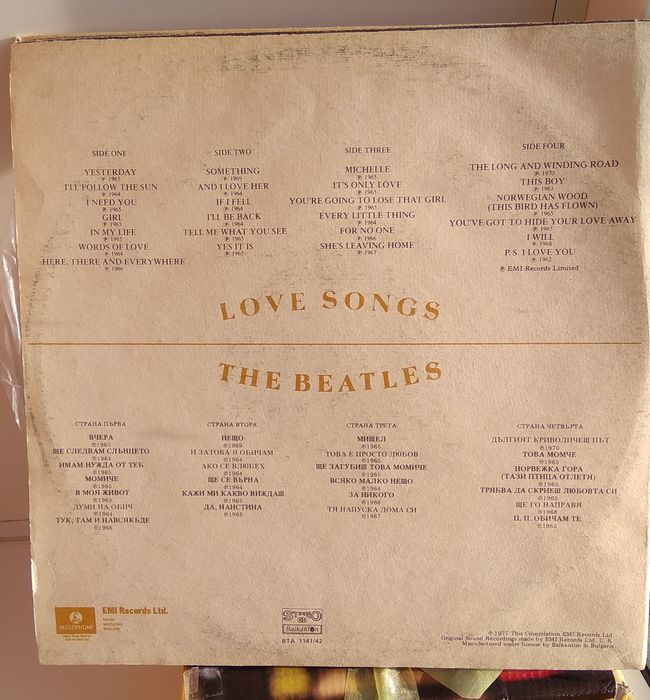 SIDE ONE
YESTERDAY
℗ 1965
I'LL FOLLOW THE SUN
℗ 1964
I NEED YOU
℗ 1965
GIRL
℗ 1965
IN MY LIFE
℗ 1965
WORDS OF LOVE
℗ 1964
HERE, THERE AND EVERYWHERE
℗ 1966
SIDE TWO
SOMETHING
℗ 1969
AND I LOVE HER
℗ 1964
IF I FELL
℗ 1964
I'LL BE BACK
℗ 1964
TELL ME WHAT YOU SEE
℗ 1965
YES IT IS
℗ 1965
SIDE THREE
MICHELLE
℗ 1965
IT'S ONLY LOVE
℗ 1965
YOU'RE GOING TO LOSE THAT GIRL
℗ 1965
EVERY LITTLE THING
℗ 1964
FOR NO ONE
℗ 1966
SHE'S LEAVING HOME
℗ 1967
SIDE FOUR
THE LONG AND WINDING ROAD
℗ 1970
THIS BOY
℗ 1963
NORWEGIAN WOOD
(THIS BIRD HAS FLOWN)
℗ 1965
YOU'VE GOT TO HIDE YOUR LOVE AWAY
℗ 1965
I WILL
℗ 1968
P.S. I LOVE YOU
℗ 1962
℗ EMI Records Limited
LOVE SONGS
THE BEATLES
СТРАНА ПЪРВА
ВЧЕРА
℗1965
ЩЕ СЛЕДВАМ СЛЪНЦЕТО
℗1964
ИМАМ НУЖДА ОТ ТЕБ
℗1965
МОМИЧЕ
℗1965
В МОЯ ЖИВОТ
℗1965
ДУМИ НА ОБИЧ
℗1964
ТУК, ТАМ И НАВСЯКЪДЕ
℗1966
СТРАНА ВТОРА
НЕЩО
℗1969
И ЗАТОВА Я ОБИЧАМ
℗1964
АКО СЕ ВЛЮБЕХ
℗1964
ЩЕ СЕ ВЪРНА
℗1964
КАЖИ МИ КАКВО ВИЖДАШ
℗1965
ДА, НАИСТИНА
℗1965
СТРАНА ТРЕТА
МИШЕЛ
℗1965
ТОВА Е ПРОСТО ЛЮБОВ
℗1965
ЩЕ ЗАГУБИШ ТОВА МОМИЧЕ
℗1965
ВСЯКО МАЛКО НЕЩО
℗1964
ЗА НИКОГО
℗1966
ТЯ НАПУСКА ДОМА СИ
℗1967
СТРАНА ЧЕТВЪРТА
ДЪЛГИЯТ КРИВОЛИЧЕЩ ПЪТ
℗1970
ТОВА МОМЧЕ
℗1963
НОРВЕЖКА ГОРА
(ТАЗИ ПТИЦА ОТЛЕТЯ)
℗1965
ТРЯБВА ДА СКРИЕШ ЛЮБОВТА СИ
℗1965
ЩЕ ГО НАПРАВЯ
℗1968
П. П. ОБИЧАМ ТЕ
℗1962
PARLOPHONE
EMI Records Ltd.
HAYES
MIDDLESEX
ENGLAND
STEREO
Balkanton
BTA 1141/42
℗ 1977 This Compilation EMI Records Ltd
Original Sound Recordings made by EMI Records Ltd. U. K.
Manufactured under license by Balkanton in Bulgaria